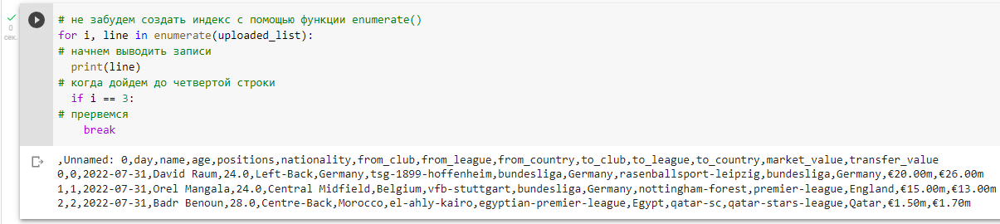 # не забудем создать индекс с помощью функции enumerate()
for i, line in enumerate(uploaded_list):
# начнем выводить записи
print(line)
# когда дойдем до четвертой строки
if i == 3:
# прервемся
break
0
сек.
,Unnamed: 0,day,name,age,positions,nationality,from_club,from_league,from_country,to_club,to_league,to_country,market_value,transfer_value
0,0,2022-07-31,David Raum,24.0,Left-Back,Germany,tsg-1899-hoffenheim,bundesliga,Germany,rasenballsport-leipzig,bundesliga,Germany,€20.00m,€26.00m
1,1,2022-07-31,Orel Mangala,24.0,Central Midfield,Belgium,vfb-stuttgart,bundesliga,Germany,nottingham-forest,premier-league,England,€15.00m,€13.00m
2,2,2022-07-31,Badr Benoun,28.0,Centre-Back,Morocco,el-ahly-kairo,egyptian-premier-league,Egypt,qatar-sc,qatar-stars-league,Qatar,€1.50m,€1.70m